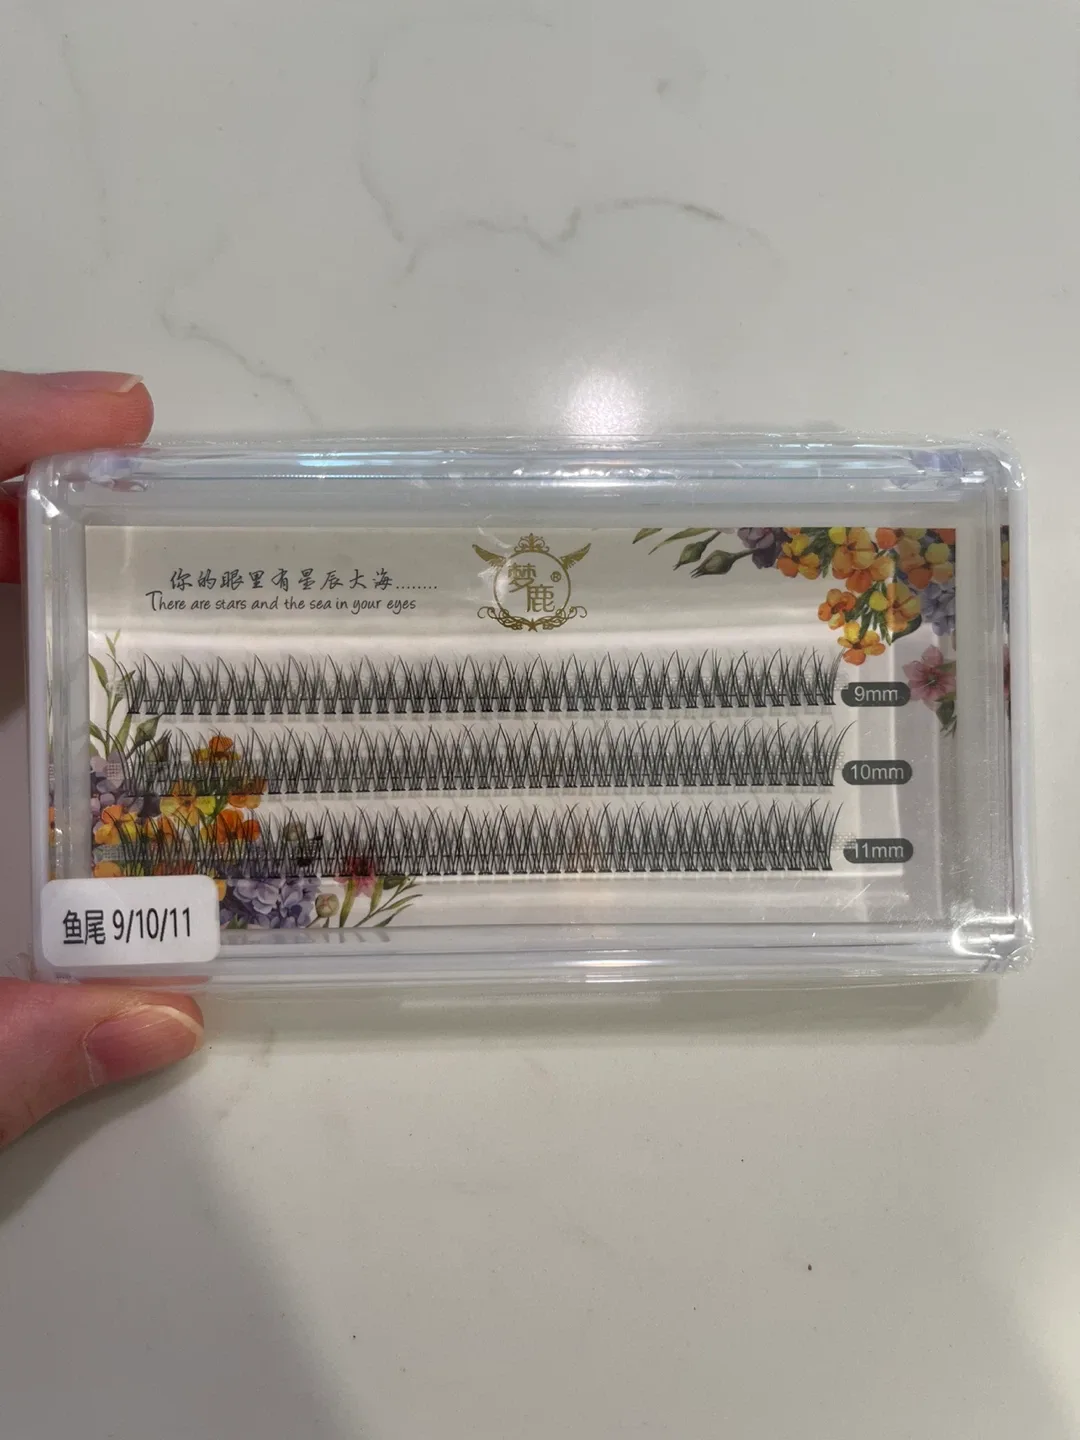 你的眼里有星辰大海........
There are stars and the sea in your eyes
梦鹿®
9mm
10mm
11mm
鱼尾 9/10/11